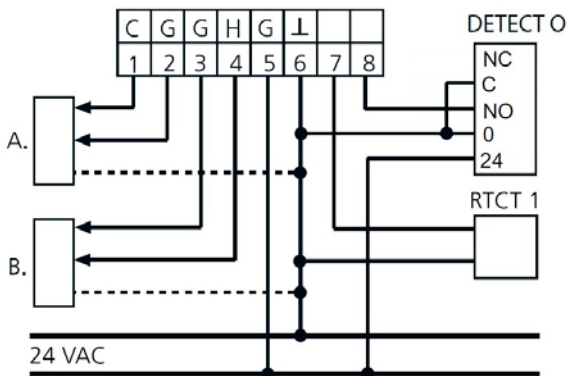 DETECT O
C G G H G ⊥
1 2 3 4 5 6 7 8
NC
C
NO
0
24
A.
RTCT 1
B.
24 VAC